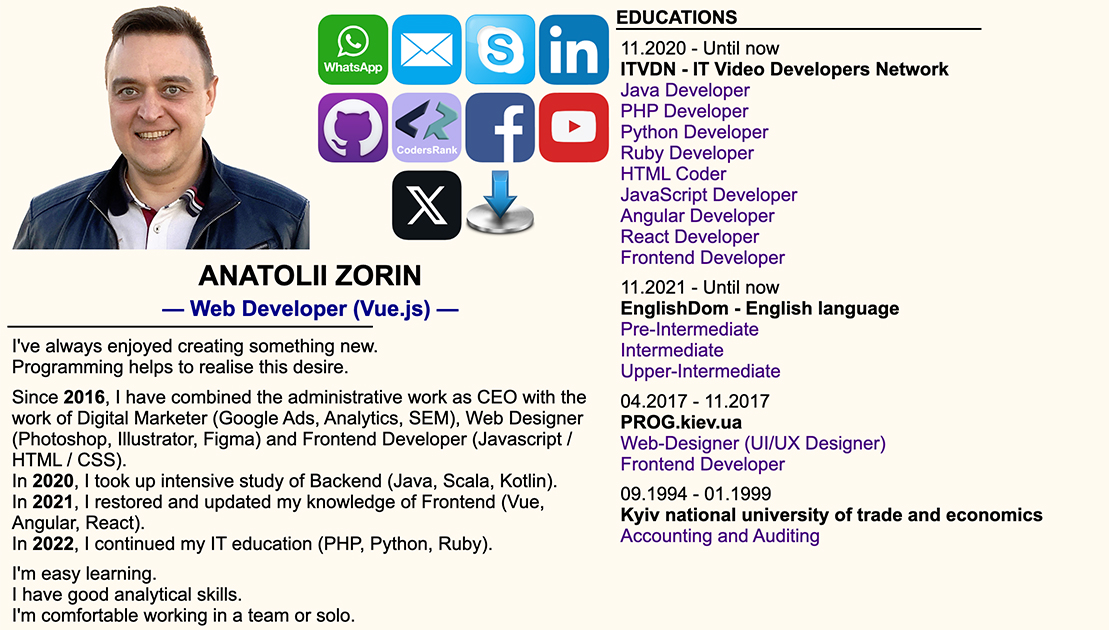 WhatsApp
S
in
CodersRank
f
X
ANATOLII ZORIN
— Web Developer (Vue.js) —
I've always enjoyed creating something new.
Programming helps to realise this desire.
Since 2016, I have combined the administrative work as CEO with the
work of Digital Marketer (Google Ads, Analytics, SEM), Web Designer
(Photoshop, Illustrator, Figma) and Frontend Developer (Javascript /
HTML / CSS).
In 2020, I took up intensive study of Backend (Java, Scala, Kotlin).
In 2021, I restored and updated my knowledge of Frontend (Vue,
Angular, React).
In 2022, I continued my IT education (PHP, Python, Ruby).
I'm easy learning.
I have good analytical skills.
I'm comfortable working in a team or solo.
EDUCATIONS
11.2020 - Until now
ITVDN - IT Video Developers Network
Java Developer
PHP Developer
Python Developer
Ruby Developer
HTML Coder
JavaScript Developer
Angular Developer
React Developer
Frontend Developer
11.2021 - Until now
EnglishDom - English language
Pre-Intermediate
Intermediate
Upper-Intermediate
04.2017 - 11.2017
PROG.kiev.ua
Web-Designer (UI/UX Designer)
Frontend Developer
09.1994 - 01.1999
Kyiv national university of trade and economics
Accounting and Auditing